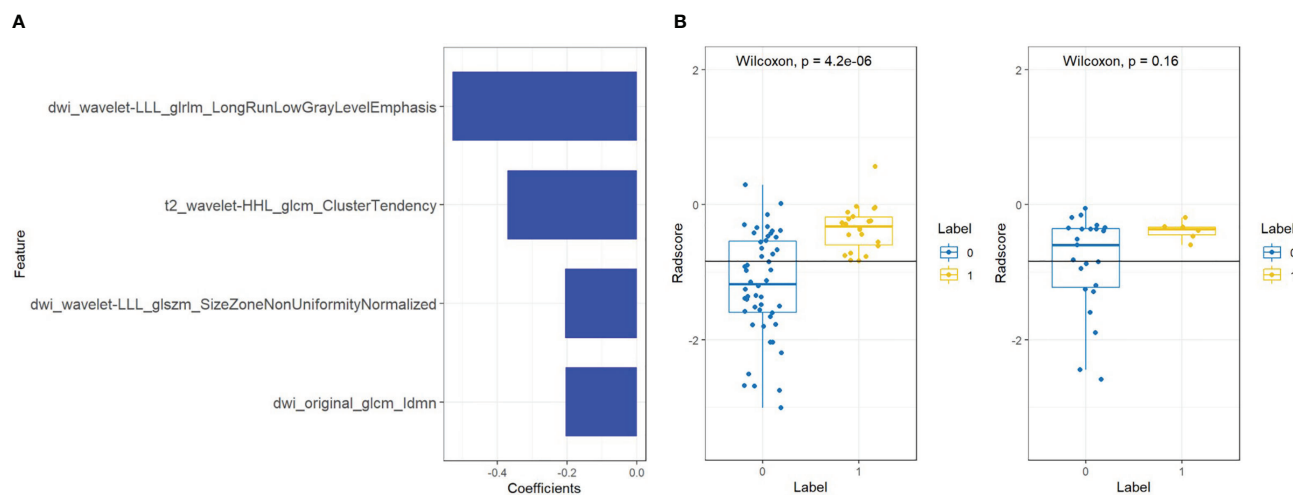 A
Feature
dwi_wavelet-LLL_glrlm_LongRunLowGrayLevelEmphasis
t2_wavelet-HHL_glcm_ClusterTendency
dwi_wavelet-LLL_glszm_SizeZoneNonUniformityNormalized
dwi_original_glcm_Idmn
-0.4
-0.2
0.0
Coefficients
B
Wilcoxon, p = 4.2e-06
2
0
-2
Radscore
0
1
Label
Label
0
1
Wilcoxon, p = 0.16
2
0
-2
Radscore
0
1
Label
Label
0
1